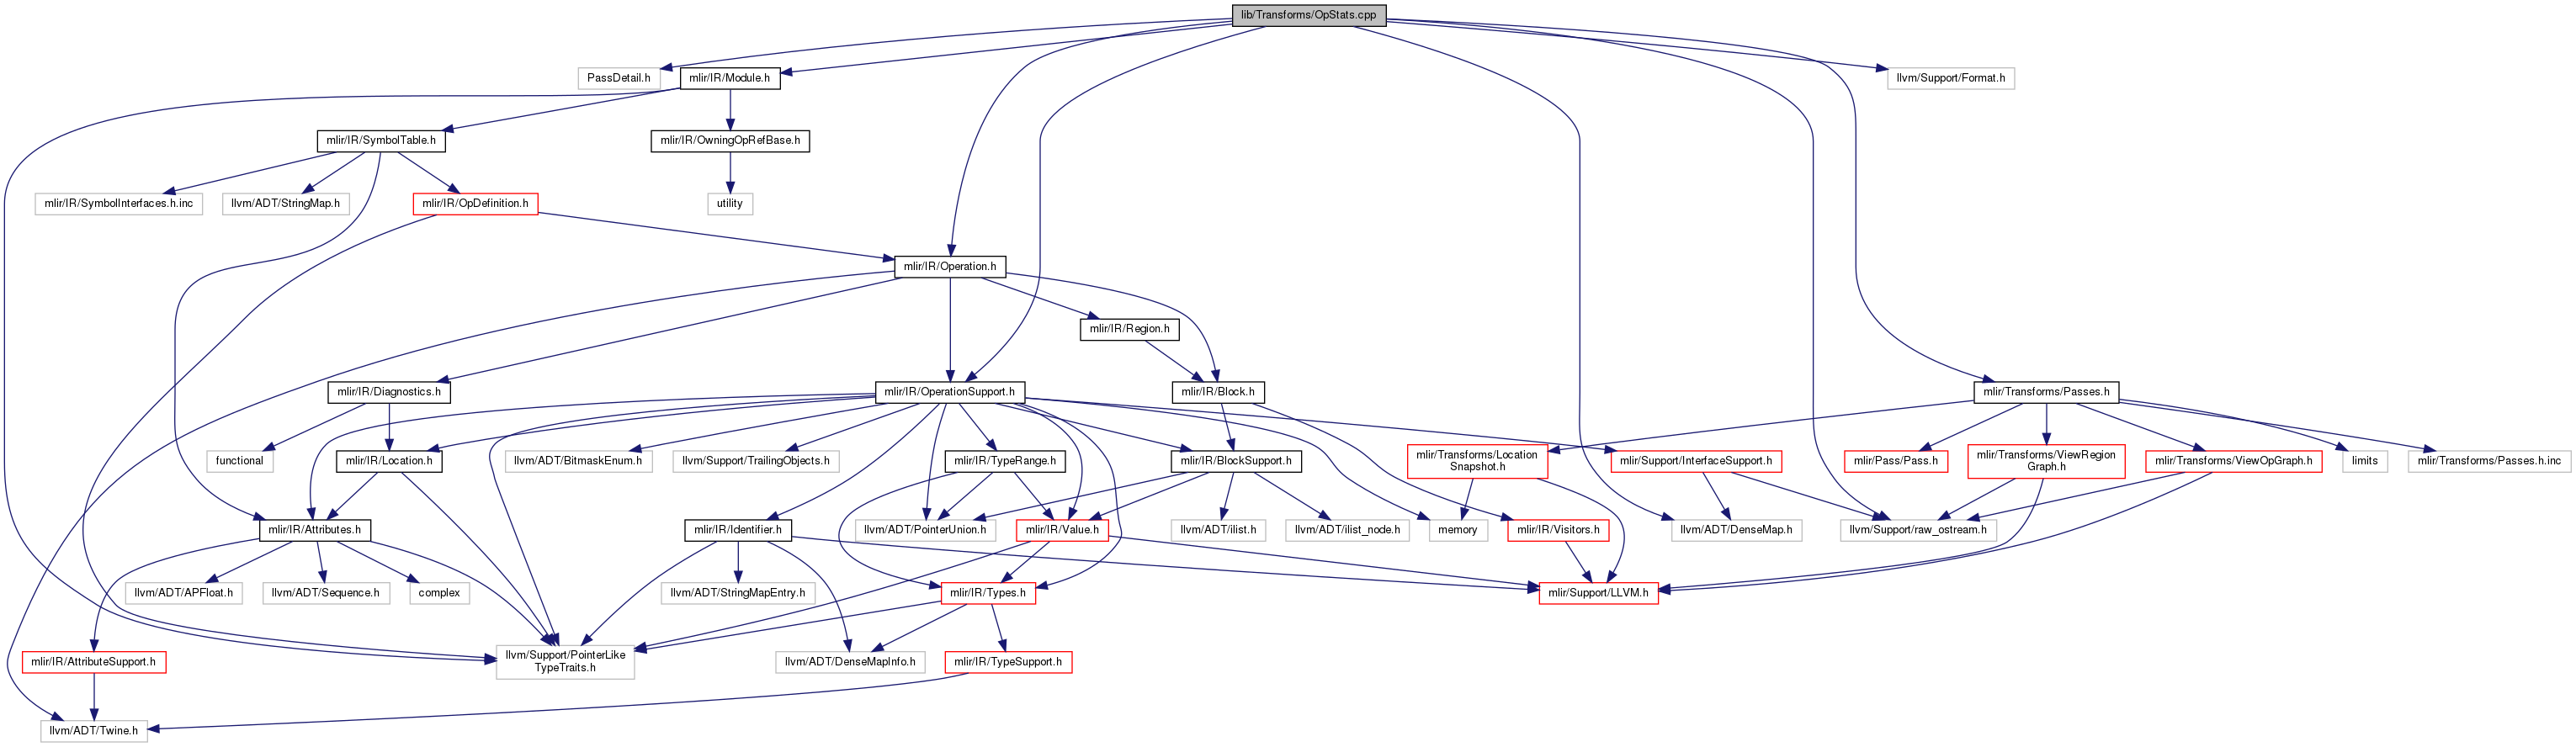 lib/Transforms/OpStats.cpp
PassDetail.h
mlir/IR/Module.h
llvm/Support/Format.h
mlir/IR/SymbolTable.h
mlir/IR/OwningOpRefBase.h
mlir/IR/SymbolInterfaces.h.inc
llvm/ADT/StringMap.h
mlir/IR/OpDefinition.h
utility
mlir/IR/Operation.h
mlir/IR/Region.h
mlir/IR/Diagnostics.h
mlir/IR/OperationSupport.h
mlir/IR/Block.h
mlir/Transforms/Passes.h
functional
mlir/IR/Location.h
llvm/ADT/BitmaskEnum.h
llvm/Support/TrailingObjects.h
mlir/IR/TypeRange.h
mlir/IR/BlockSupport.h
mlir/Transforms/Location
Snapshot.h
mlir/Support/InterfaceSupport.h
mlir/Pass/Pass.h
mlir/Transforms/ViewRegion
Graph.h
mlir/Transforms/ViewOpGraph.h
limits
mlir/Transforms/Passes.h.inc
mlir/IR/Attributes.h
mlir/IR/Identifier.h
llvm/ADT/PointerUnion.h
mlir/IR/Value.h
llvm/ADT/ilist.h
llvm/ADT/ilist_node.h
memory
mlir/IR/Visitors.h
llvm/ADT/DenseMap.h
llvm/Support/raw_ostream.h
llvm/ADT/APFloat.h
llvm/ADT/Sequence.h
complex
llvm/ADT/StringMapEntry.h
mlir/IR/Types.h
mlir/Support/LLVM.h
mlir/IR/AttributeSupport.h
llvm/Support/PointerLike
TypeTraits.h
llvm/ADT/DenseMapInfo.h
mlir/IR/TypeSupport.h
llvm/ADT/Twine.h